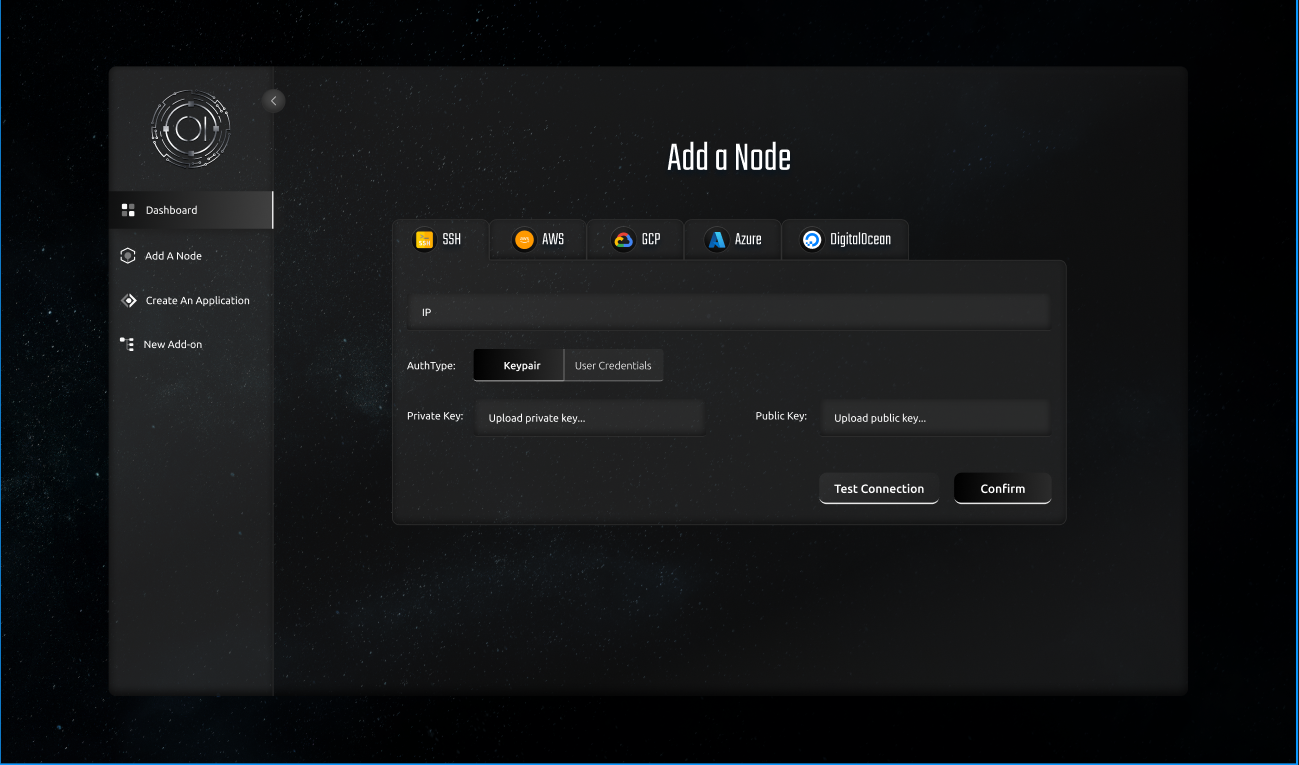 Add a Node
Dashboard
Add A Node
Create An Application
New Add-on
SSH AWS GCP Azure DigitalOcean
IP
AuthType: Keypair User Credentials
Private Key: Upload private key... Public Key: Upload public key...
Test Connection Confirm